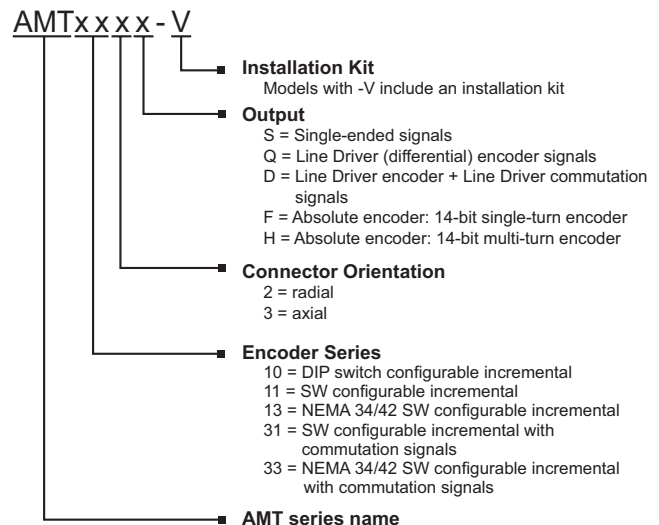 AMTxxxx-V
Installation Kit
Models with -V include an installation kit
Output
S = Single-ended signals
Q = Line Driver (differential) encoder signals
D = Line Driver encoder + Line Driver commutation
signals
F = Absolute encoder: 14-bit single-turn encoder
H = Absolute encoder: 14-bit multi-turn encoder
Connector Orientation
2 = radial
3 = axial
Encoder Series
10 = DIP switch configurable incremental
11 = SW configurable incremental
13 = NEMA 34/42 SW configurable incremental
31 = SW configurable incremental with
commutation signals
33 = NEMA 34/42 SW configurable incremental
with commutation signals
AMT series name